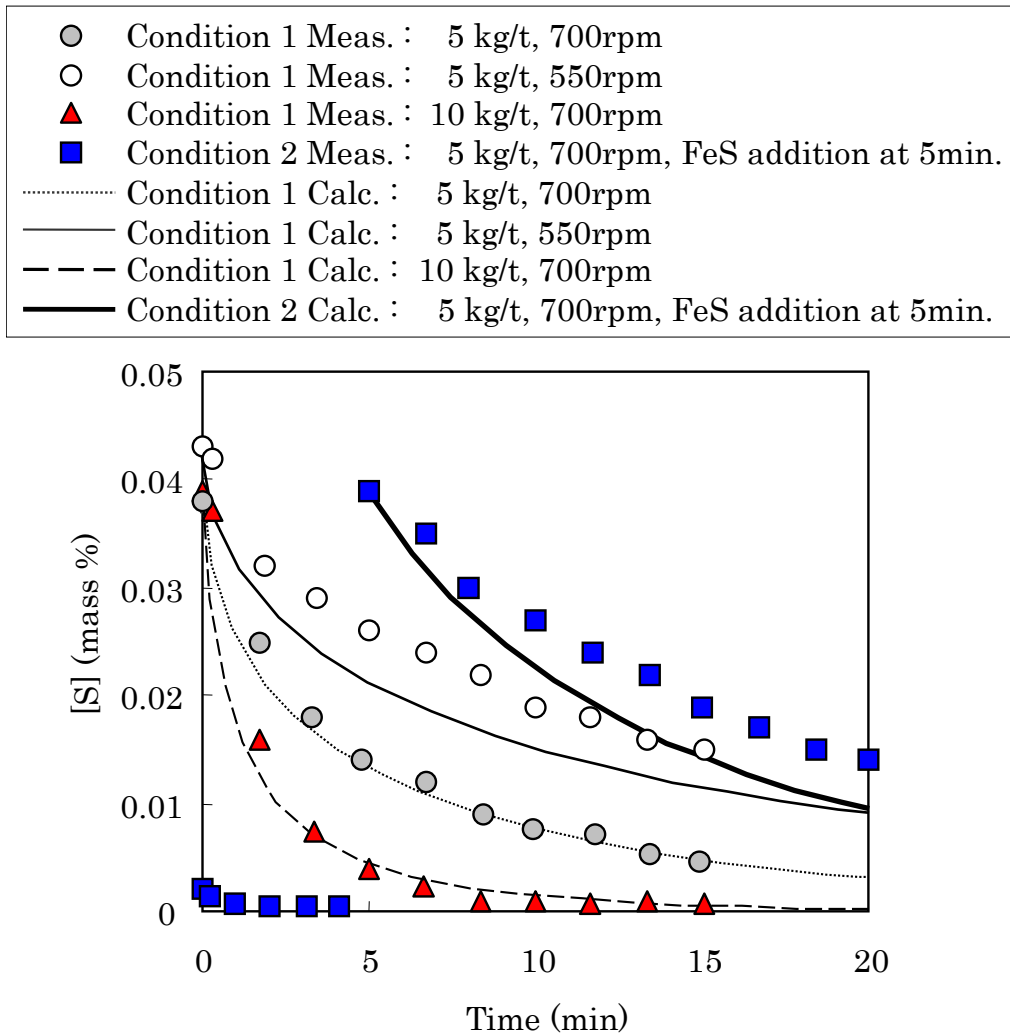 Condition 1 Meas. : 5 kg/t, 700rpm
Condition 1 Meas. : 5 kg/t, 550rpm
Condition 1 Meas. : 10 kg/t, 700rpm
Condition 2 Meas. : 5 kg/t, 700rpm, FeS addition at 5min.
Condition 1 Calc. : 5 kg/t, 700rpm
Condition 1 Calc. : 5 kg/t, 550rpm
Condition 1 Calc. : 10 kg/t, 700rpm
Condition 2 Calc. : 5 kg/t, 700rpm, FeS addition at 5min.
0.05
0.04
0.03
0.02
0.01
0
[S] (mass %)
0 5 10 15 20
Time (min)